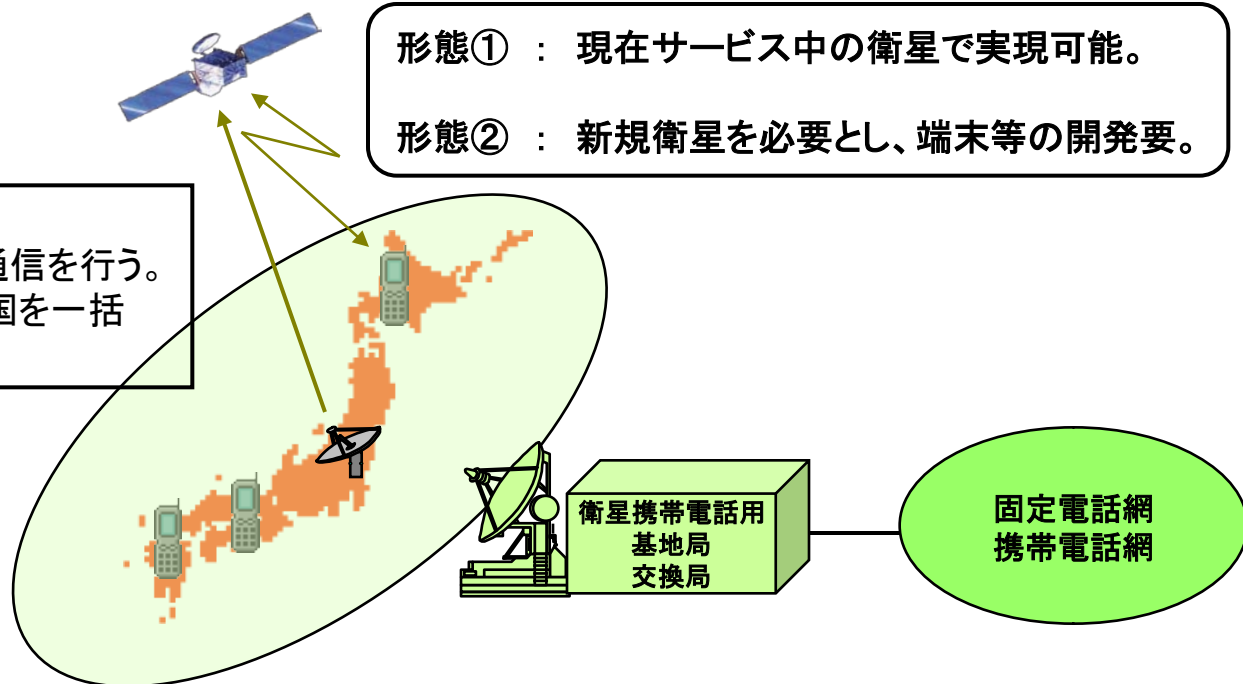 形態① : 現在サービス中の衛星で実現可能。
形態② : 新規衛星を必要とし、端末等の開発要。
通信を行う。
国を一括
衛星携帯電話用
基地局
交換局
固定電話網
携帯電話網